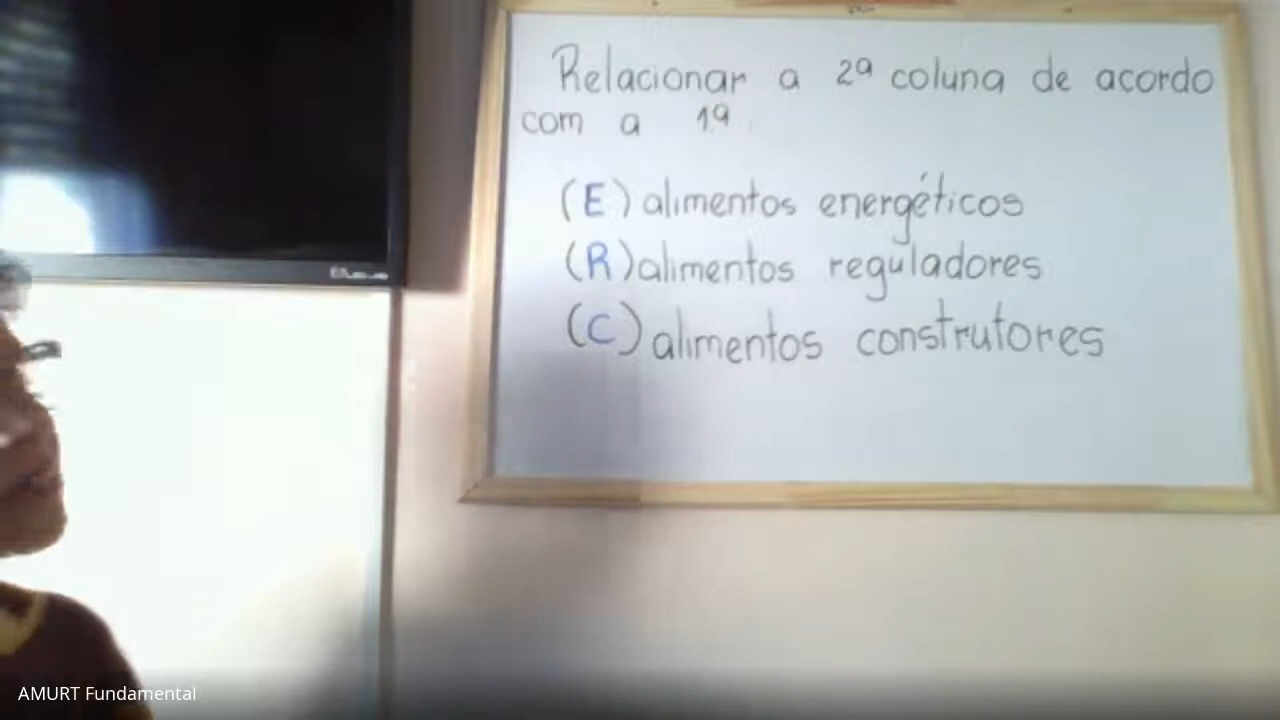 Relacionar a 2ª coluna de acordo
com a 1ª
(E) alimentos energéticos
(R) alimentos reguladores
(C) alimentos construtores
AMURT Fundamental